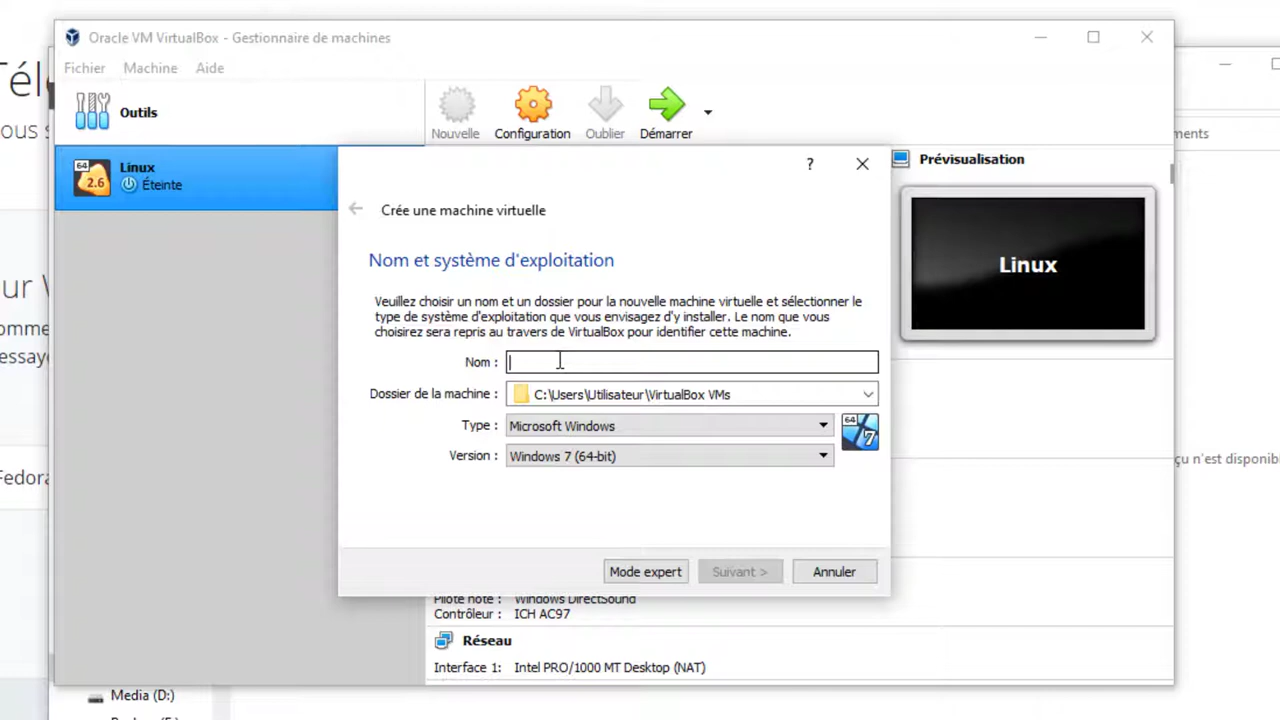 Oracle VM VirtualBox - Gestionnaire de machines
Fichier Machine Aide
Outils
Nouvelle Configuration Oublier Démarrer
64
2.6
Linux
Éteinte
Prévisualisation
Linux
?
Crée une machine virtuelle
Nom et système d'exploitation
Veuillez choisir un nom et un dossier pour la nouvelle machine virtuelle et sélectionner le
type de système d'exploitation que vous envisagez d'y installer. Le nom que vous
choisirez sera repris au travers de VirtualBox pour identifier cette machine.
Nom :
Dossier de la machine : C:\Users\Utilisateur\VirtualBox VMs
Type : Microsoft Windows
64
7
Version : Windows 7 (64-bit)
Mode expert Suivant > Annuler
Pilote hôte : Windows DirectSound
Contrôleur : ICH AC97
Réseau
Interface 1: Intel PRO/1000 MT Desktop (NAT)
Media (D:)
Fedora
çu n'est disponibl